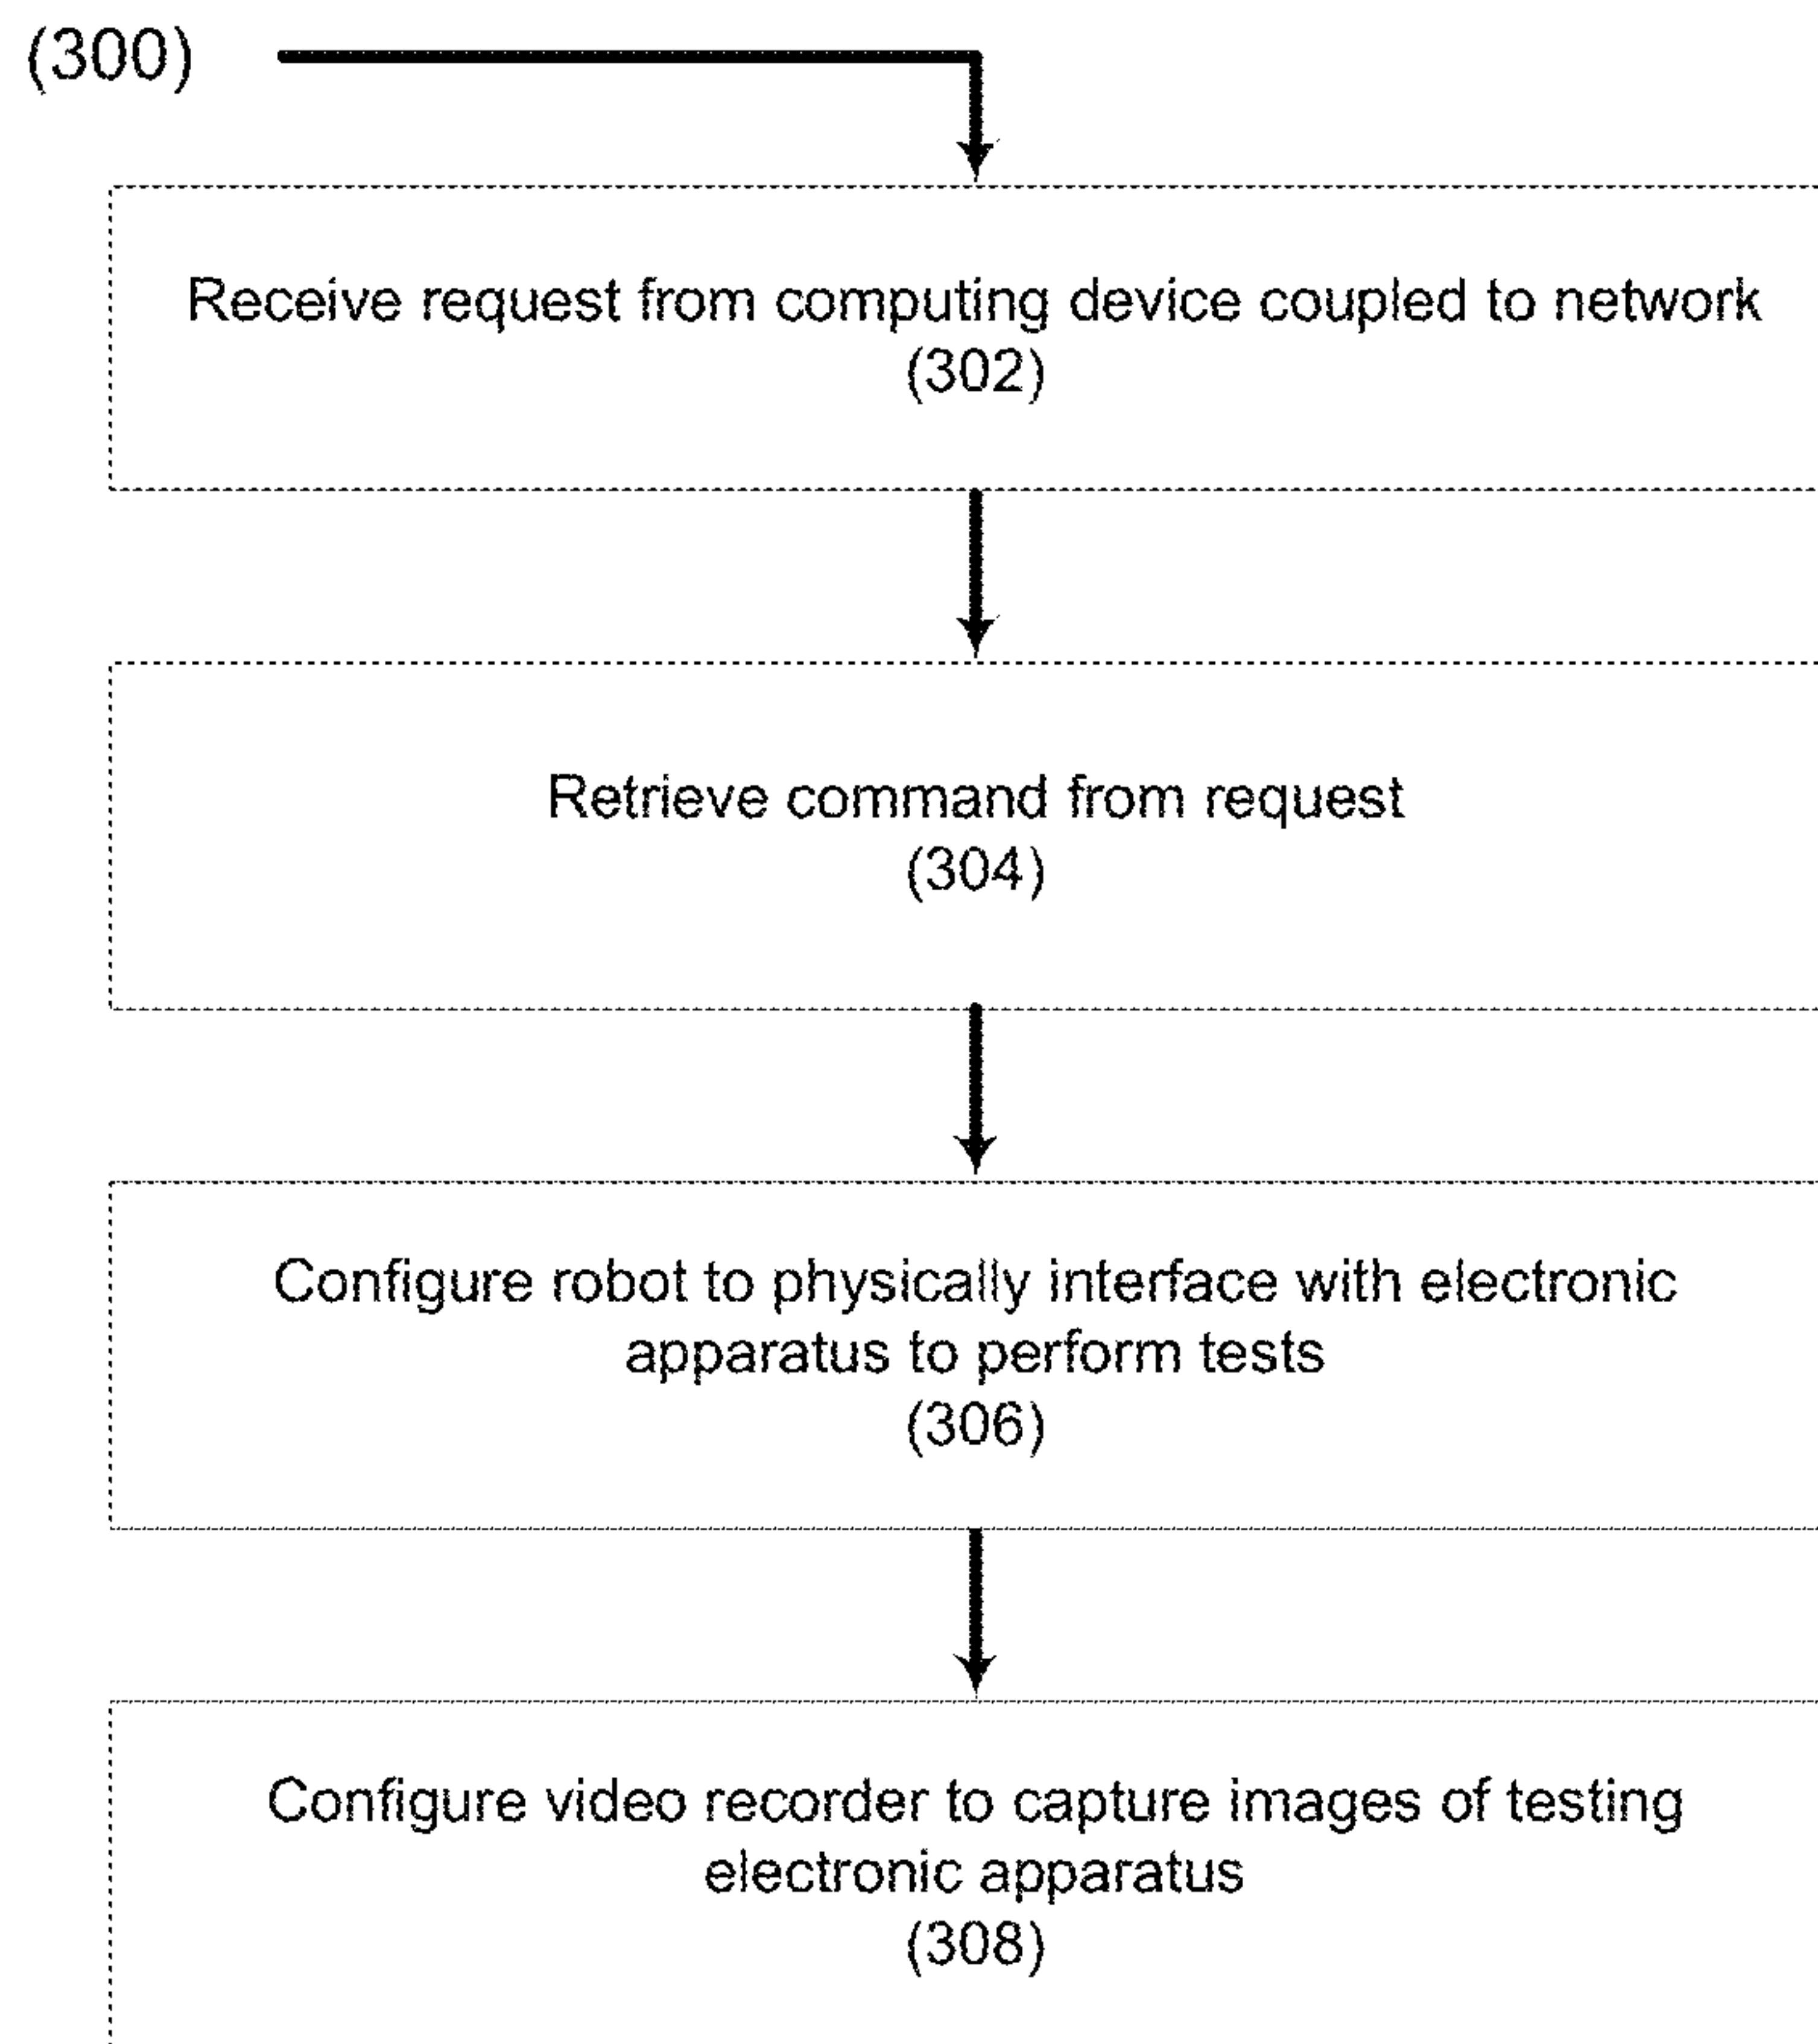 (300)
Receive request from computing device coupled to network
(302)
Retrieve command from request
(304)
Configure robot to physically interface with electronic
apparatus to perform tests
(306)
Configure video recorder to capture images of testing
electronic apparatus
(308)